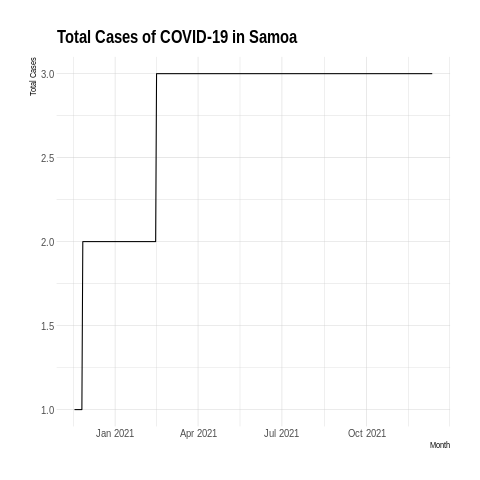 Total Cases of COVID-19 in Samoa
Total Cases
3.0
2.5
2.0
1.5
1.0
Jan 2021 Apr 2021 Jul 2021 Oct 2021
Month